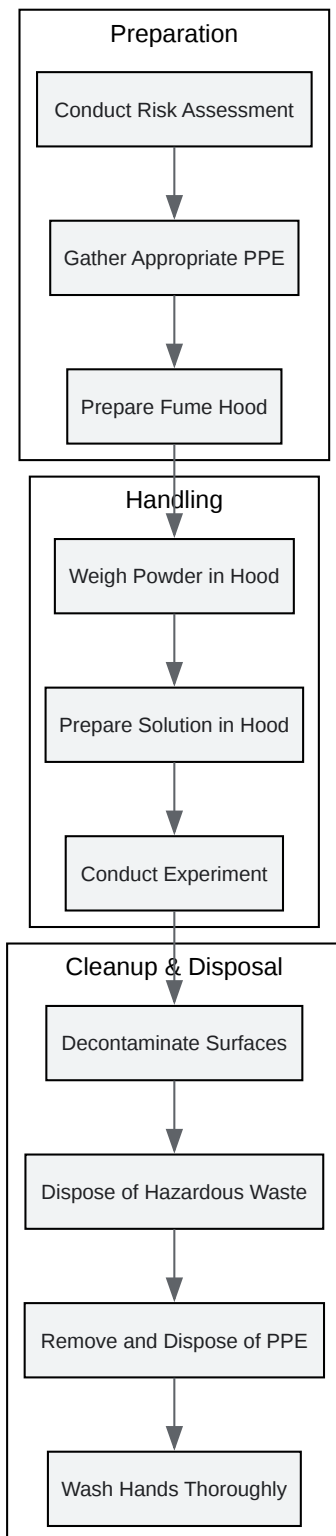 Preparation
Conduct Risk Assessment
Gather Appropriate PPE
Prepare Fume Hood
Handling
Weigh Powder in Hood
Prepare Solution in Hood
Conduct Experiment
Cleanup & Disposal
Decontaminate Surfaces
Dispose of Hazardous Waste
Remove and Dispose of PPE
Wash Hands Thoroughly